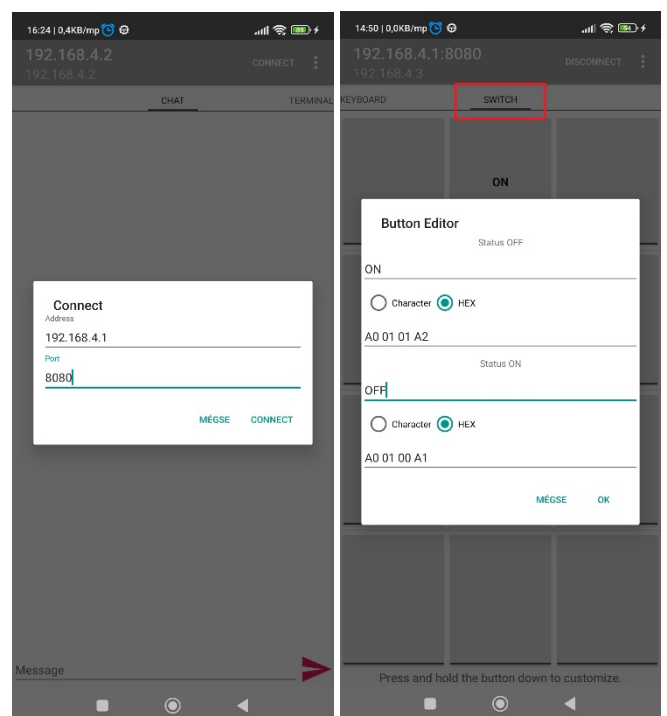 16:24 | 0,4KB/mp
192.168.4.2
192.168.4.2
CONNECT
CHAT
TERMINAL
Connect
Address
192.168.4.1
Port
8080
MÉGSE CONNECT
Message
14:50 | 0,0KB/mp
54
192.168.4.1:8080
192.168.4.3
DISCONNECT
KEYBOARD
SWITCH
ON
Button Editor
Status OFF
ON
Character HEX
A0 01 01 A2
Status ON
OFF
Character HEX
A0 01 00 A1
MÉGSE OK
Press and hold the button down to customize.